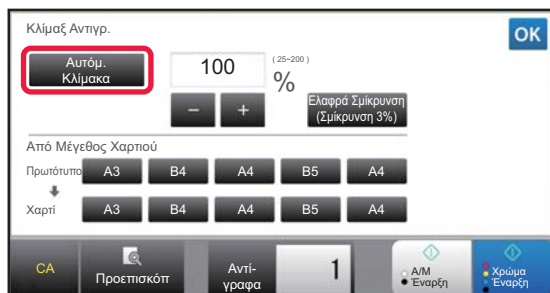 Κλίμαξ Αντιγρ.
OK
Αυτόμ.
Κλίμακα
100
(25~200)
%
− +
Ελαφρά Σμίκρυνση
(Σμίκρυνση 3%)
Από Μέγεθος Χαρτιού
Πρωτότυπο A3 B4 A4 B5 A4
Χαρτί A3 B4 A4 B5 A4
CA
Προεπισκόπ
Αντί-
γραφα
1
Α/Μ
Έναρξη
Χρώμα
Έναρξη